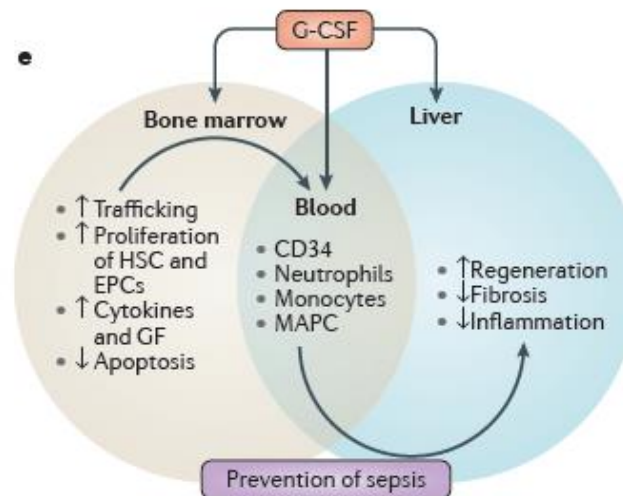 G-CSF
e
Bone marrow
Liver
Blood
• ↑ Trafficking
• ↑ Proliferation
of HSC and
EPCs
• ↑ Cytokines
and GF
• ↓ Apoptosis
• CD34
• Neutrophils
• Monocytes
• MAPC
• ↑Regeneration
• ↓Fibrosis
• ↓Inflammation
Prevention of sepsis